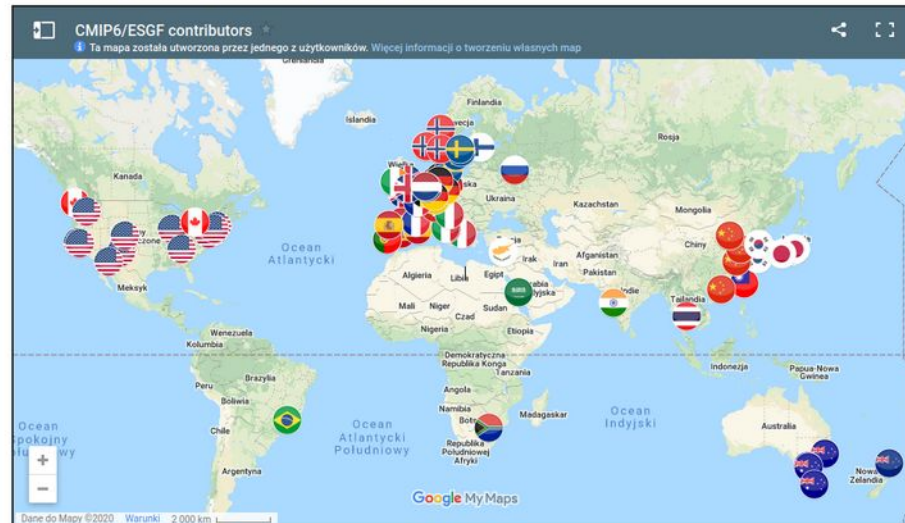 CMIP6/ESGF contributors
Ta mapa została utworzona przez jednego z użytkowników. Więcej informacji o tworzeniu własnych map
Grenlandia
Finlandia
Islandia
Rosja
Kanada
Ukraina
Kazachstan
Mongolia
Ocean
Atlantycki
Chiny
Irak
Iran
Afganistan
Pakistan
Algieria
Libia
Egipt
Meksyk
Mali
Niger
Czad
Sudan
Tajlandia
Nigeria
Etiopia
Wenezuela
Kolumbia
Demokratyczna
Republika Konga
Tanzania
Indonezja
Papua-Nowa
Gwinea
Peru
Brazylia
Boliwia
Angola
Namibia
Madagaskar
Chile
Ocean
Atlantycki
Południowy
Ocean
Indyjski
Australia
Ocean
Republika
Południowej
Afryki
Argentyna
Nowa
Zelandia
+
−
Google My Maps
Dane do Mapy ©2020 Warunki 2 000 km